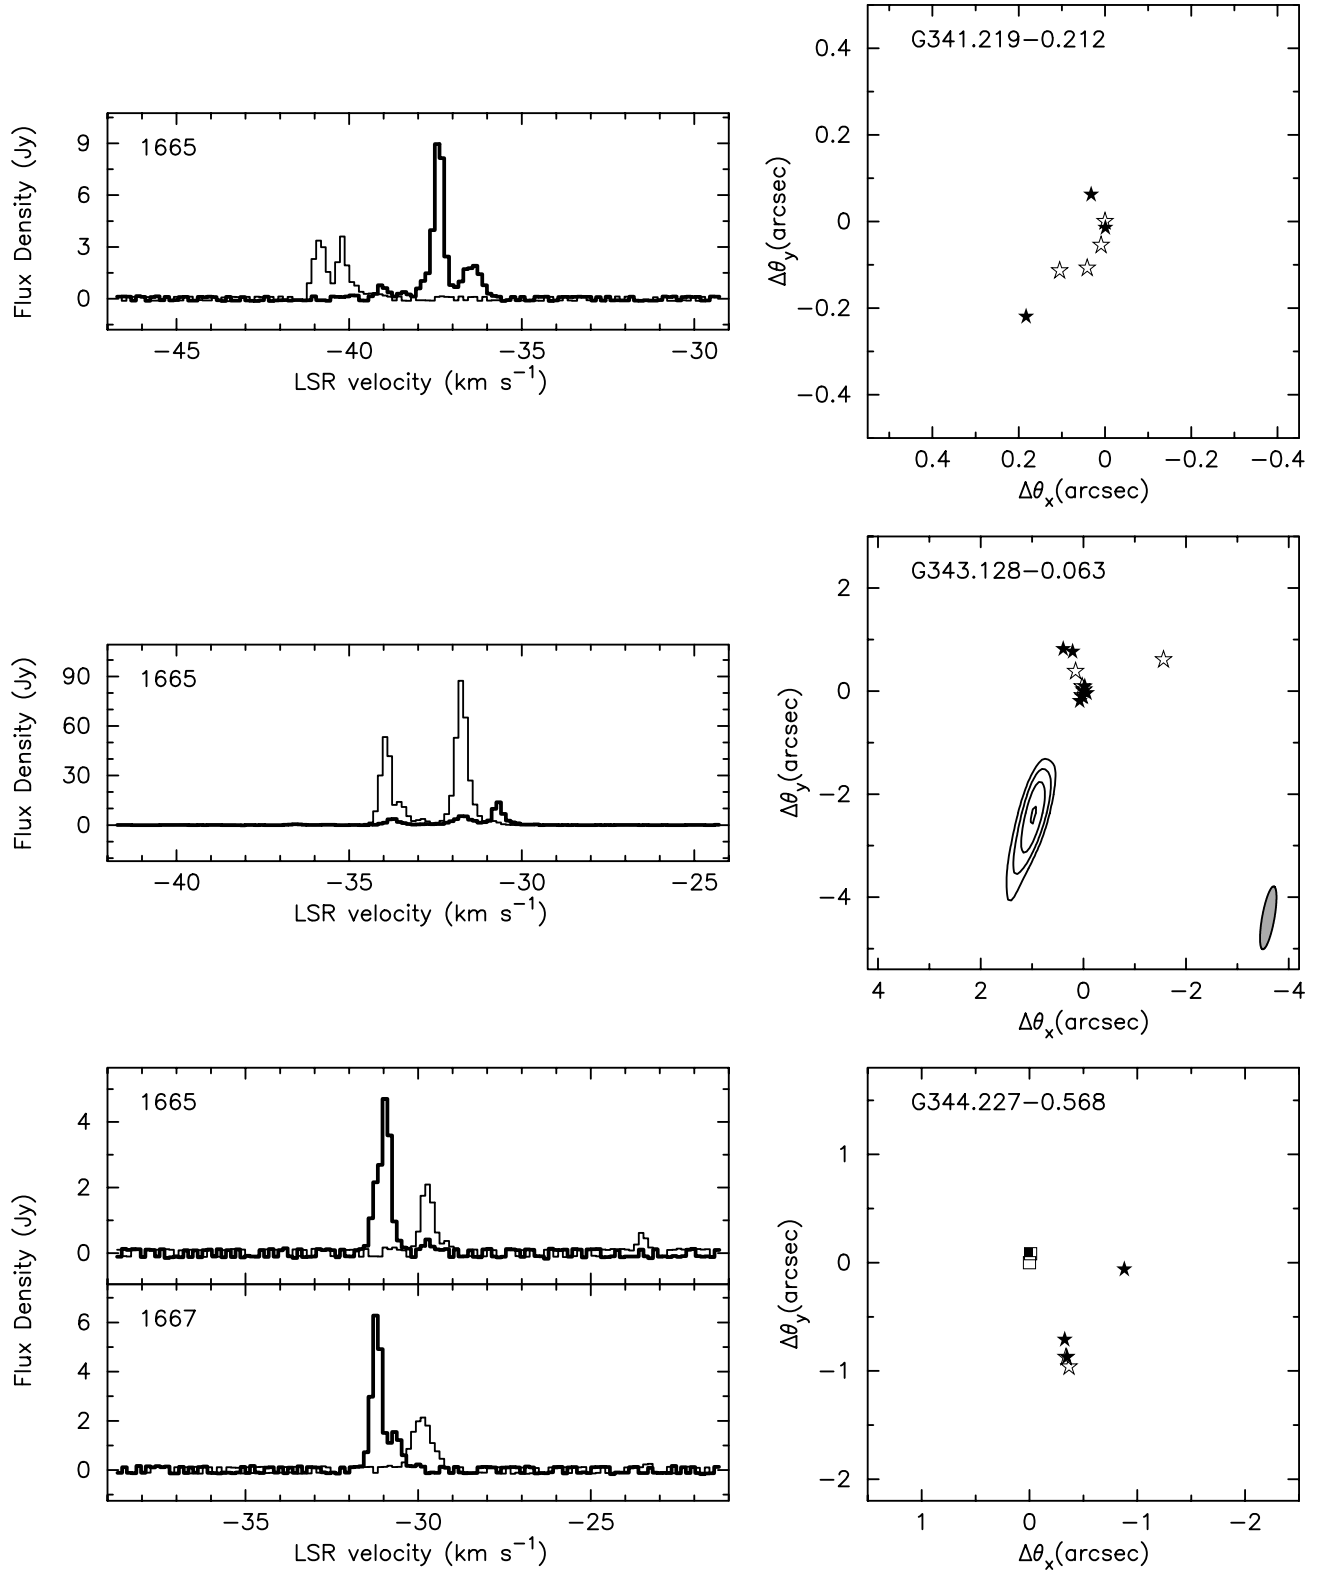 1665
Flux Density (Jy)
9
6
3
0
−45 −40 −35 −30
LSR velocity (km s−1)
G341.219−0.212
Δθy(arcsec)
0.4
0.2
0
−0.2
−0.4
0.4 0.2 0 −0.2 −0.4
Δθx(arcsec)
1665
Flux Density (Jy)
90
60
30
0
−40 −35 −30 −25
LSR velocity (km s−1)
G343.128−0.063
Δθy(arcsec)
2
0
−2
−4
4 2 0 −2 −4
Δθx(arcsec)
1665
4
2
0
Flux Density (Jy)
1667
6
4
2
0
−35 −30 −25
LSR velocity (km s−1)
G344.227−0.568
Δθy(arcsec)
1
0
−1
−2
1 0 −1 −2
Δθx(arcsec)